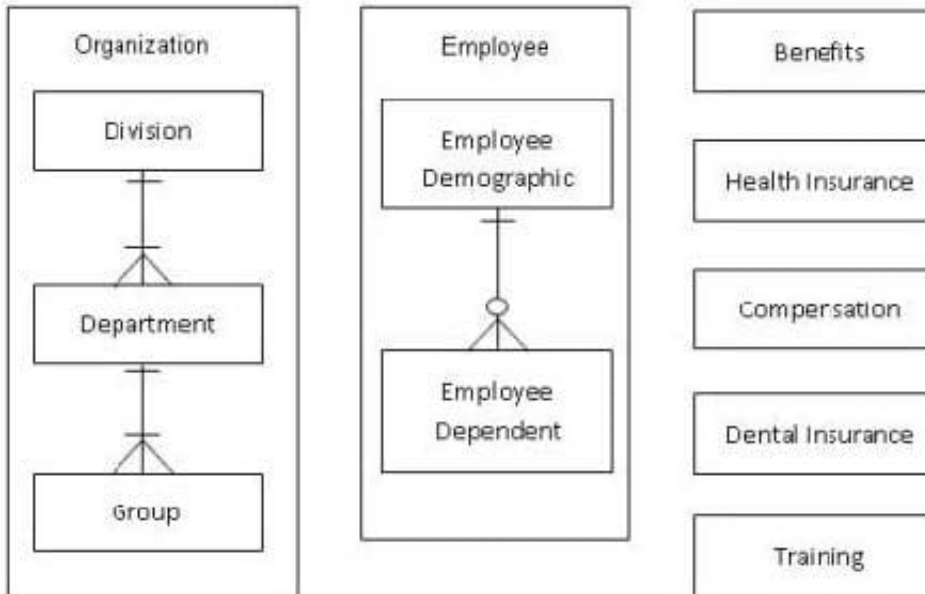 Organization
Division
Department
Group
Employee
Employee
Demographic
Employee
Dependent
Benefits
Health Insurance
Compersation
Dental Insurance
Training